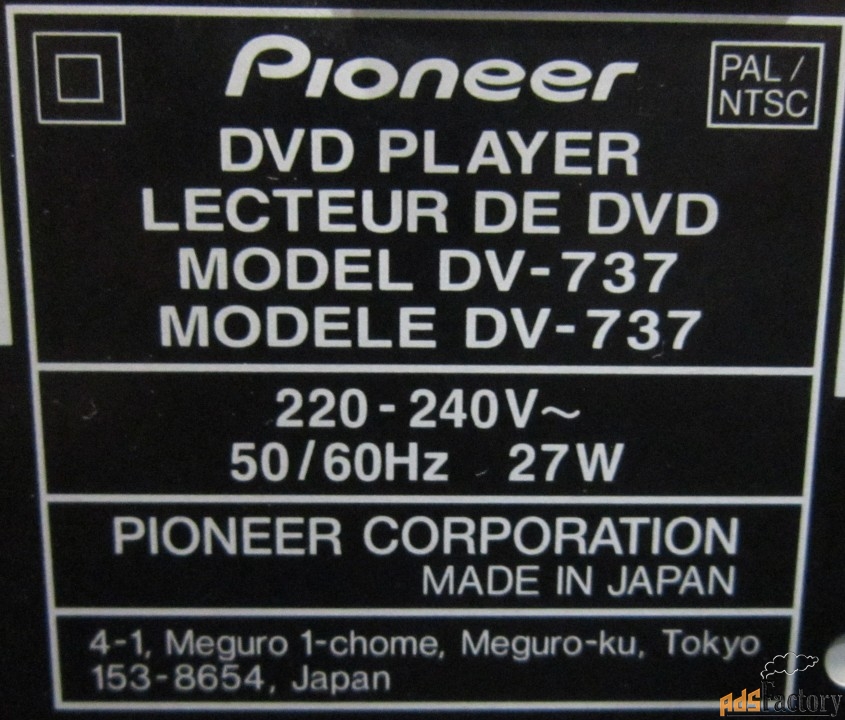 Pioneer
PAL /
NTSC
DVD PLAYER
LECTEUR DE DVD
MODEL DV-737
MODELE DV-737
220 - 240V~
50/60Hz 27W
PIONEER CORPORATION
MADE IN JAPAN
4-1, Meguro 1-chome, Meguro-ku, Tokyo
153-8654, Japan
AdsFactory